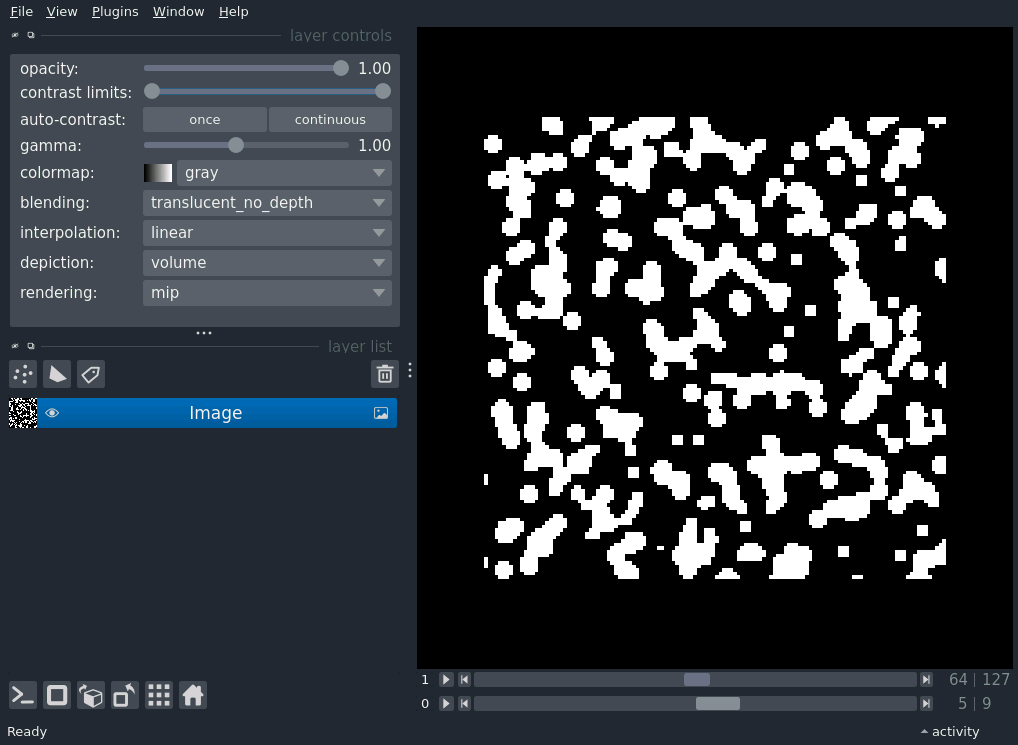 File View Plugins Window Help
layer controls
opacity: 1.00
contrast limits:
auto-contrast: once continuous
gamma: 1.00
colormap: gray
blending: translucent_no_depth
interpolation: linear
depiction: volume
rendering: mip
layer list
Image
1 64 | 127
0 5 | 9
Ready activity